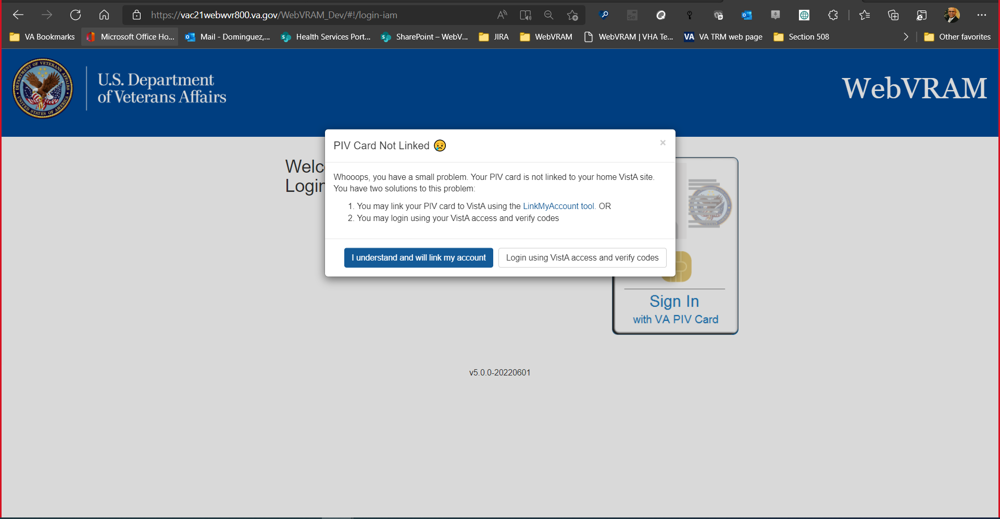 https://vac21webwvr800.va.gov/WebVRAM_Dev/#!/login-iam
VA Bookmarks
Microsoft Office Ho...
Mail - Dominguez,...
Health Services Port...
SharePoint – WebV...
JIRA
WebVRAM
WebVRAM | VHA Te...
VA VA TRM web page
Section 508
Other favorites
U.S. Department
of Veterans Affairs
WebVRAM
PIV Card Not Linked 😢
×
Whooops, you have a small problem. Your PIV card is not linked to your home VistA site.
You have two solutions to this problem:
1. You may link your PIV card to VistA using the LinkMyAccount tool. OR
2. You may login using your VistA access and verify codes
I understand and will link my account
Login using VistA access and verify codes
Sign In
with VA PIV Card
v5.0.0-20220601